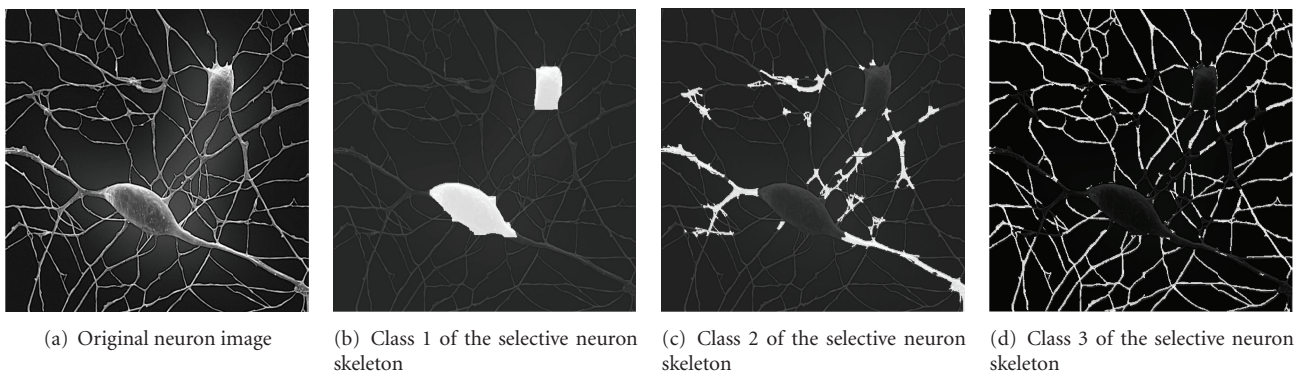 (a) Original neuron image
(b) Class 1 of the selective neuron
skeleton
(c) Class 2 of the selective neuron
skeleton
(d) Class 3 of the selective neuron
skeleton